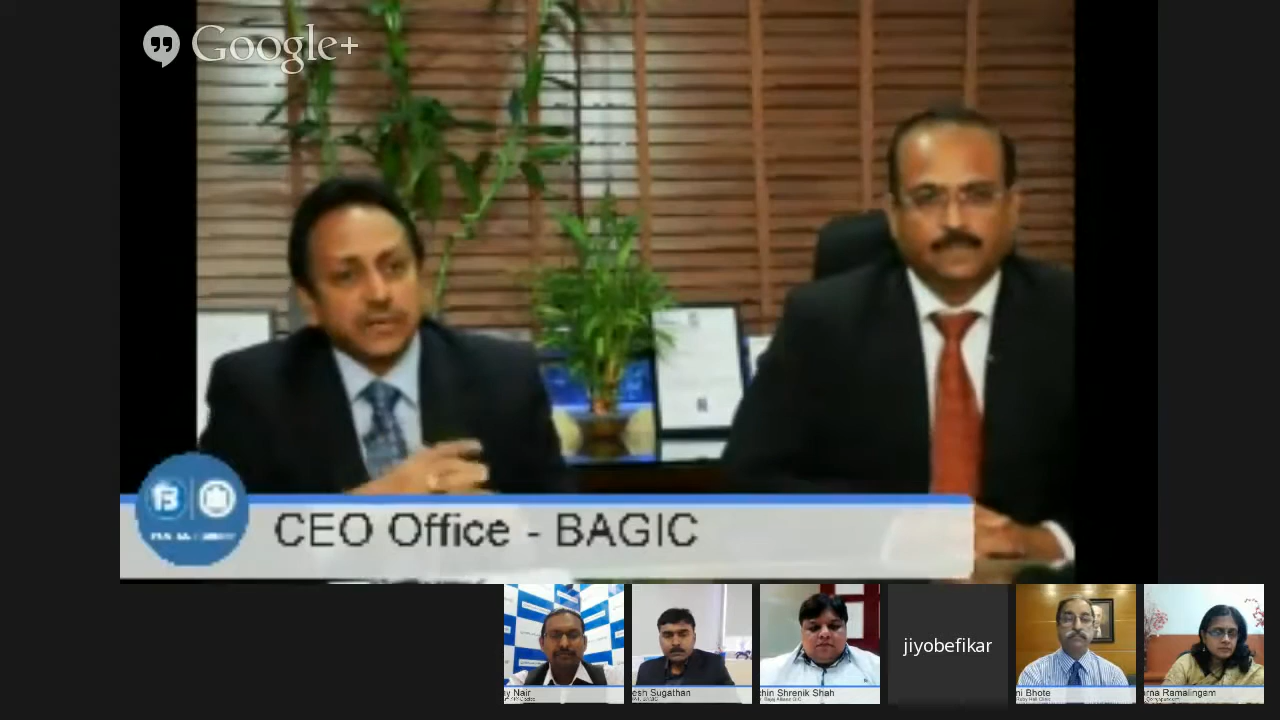 Google+
CEO Office - BAGIC
y Nair
esh Sugathan
chin Shrenik Shah
jiyobefikar
ni Bhote
rna Ramalingam